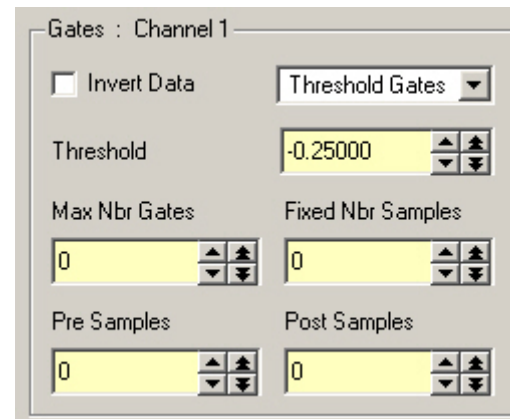 Gates : Channel 1
Invert Data
Threshold Gates
Threshold
-0.25000
Max Nbr Gates
Fixed Nbr Samples
0
0
Pre Samples
Post Samples
0
0